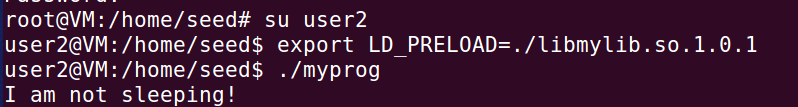 root@VM:/home/seed# su user2
user2@VM:/home/seed$ export LD_PRELOAD=./libmylib.so.1.0.1
user2@VM:/home/seed$ ./myprog
I am not sleeping!